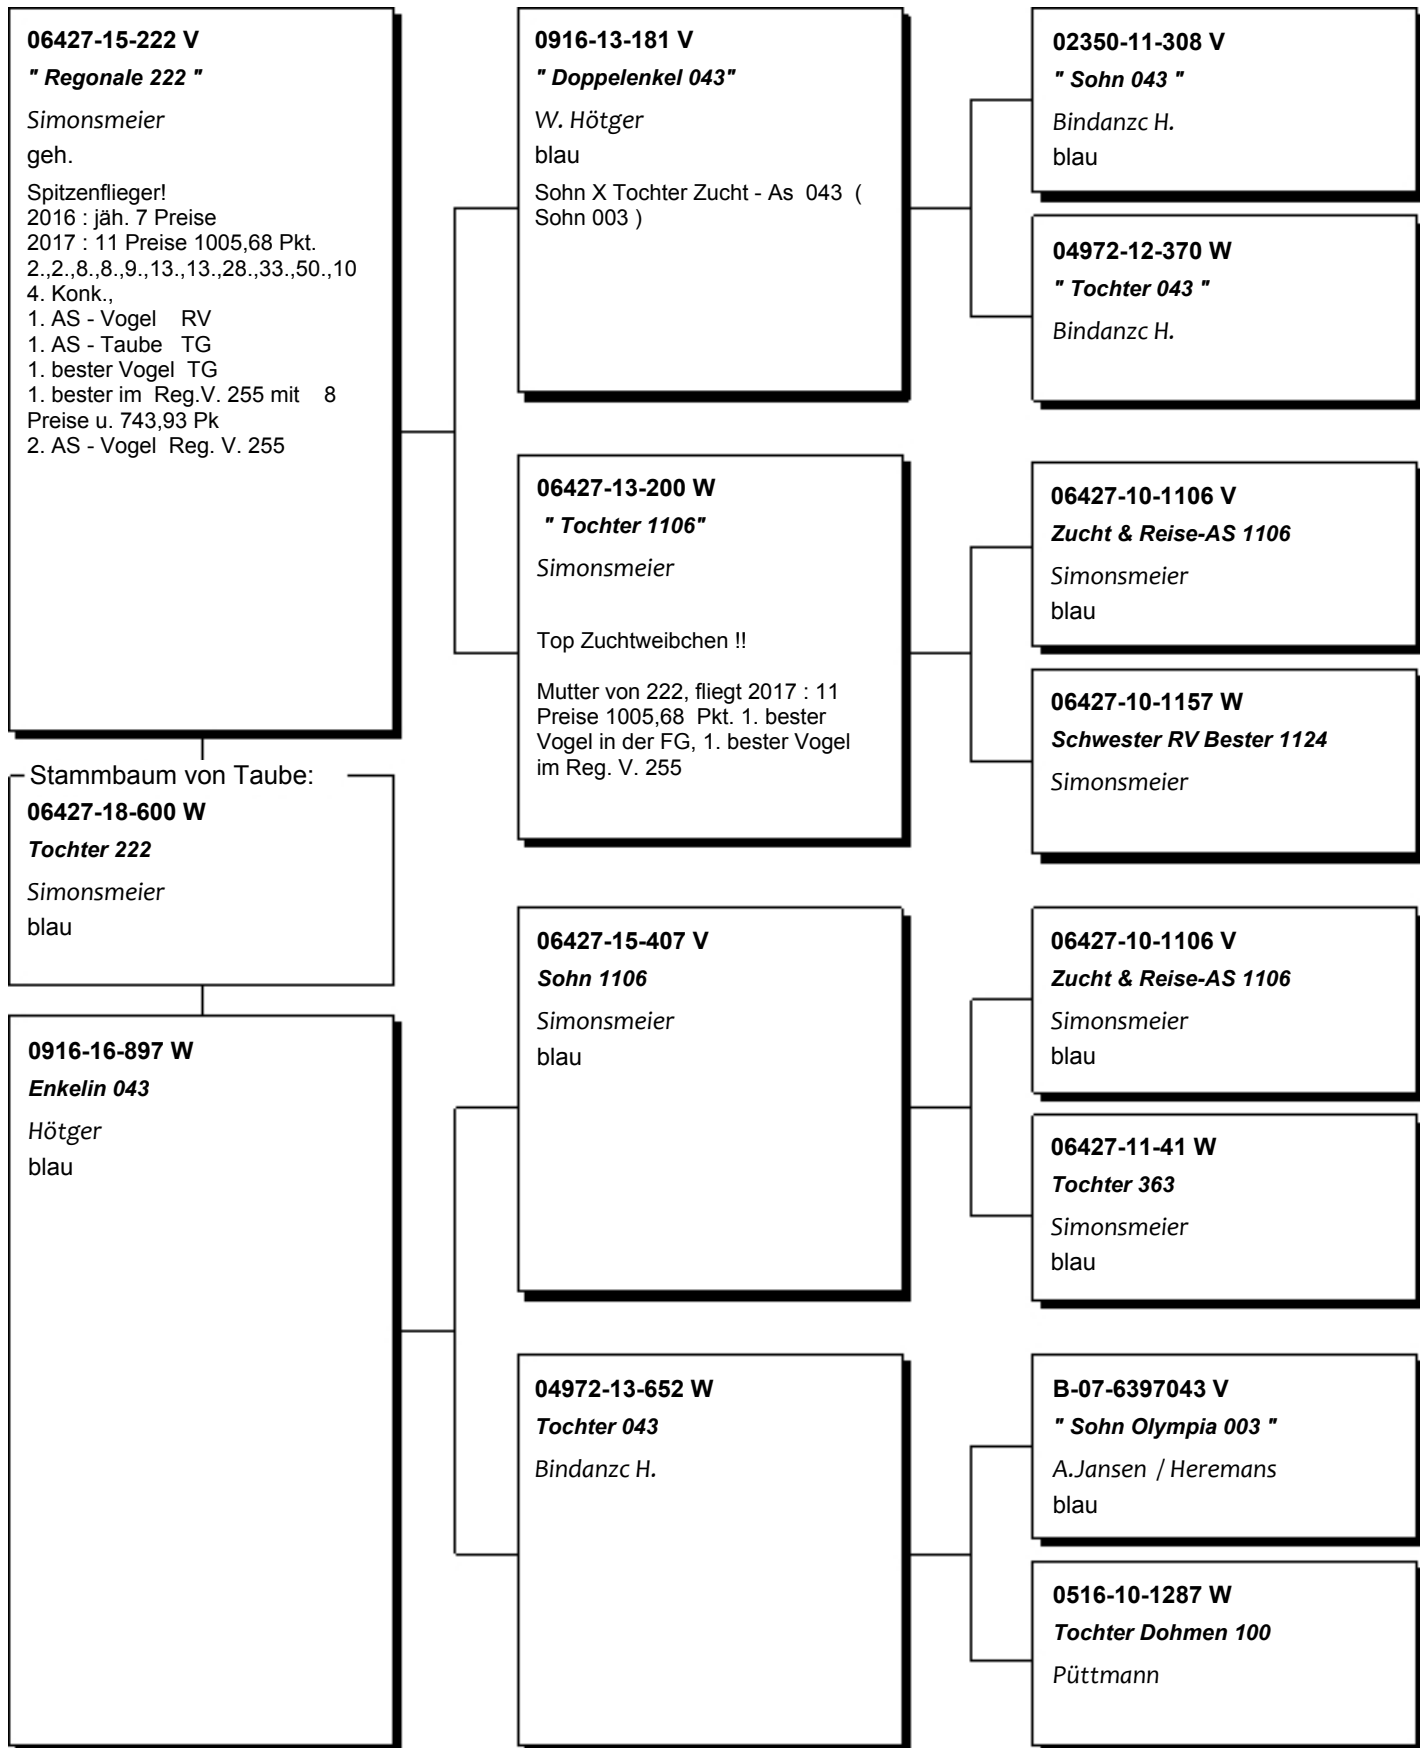 06427-15-222 V
" Regonale 222 "
Simonsmeier
geh.
Spitzenflieger!
2016 : jäh. 7 Preise
2017 : 11 Preise 1005,68 Pkt.
2.,2.,8.,8.,9.,13.,13.,28.,33.,50.,10
4. Konk.,
1. AS - Vogel RV
1. AS - Taube TG
1. bester Vogel TG
1. bester im Reg.V. 255 mit 8
Preise u. 743,93 Pk
2. AS - Vogel Reg. V. 255
Stammbaum von Taube:
06427-18-600 W
Tochter 222
Simonsmeier
blau
0916-16-897 W
Enkelin 043
Hötger
blau
0916-13-181 V
" Doppelenkel 043"
W. Hötger
blau
Sohn X Tochter Zucht - As 043 (
Sohn 003 )
06427-13-200 W
" Tochter 1106"
Simonsmeier
Top Zuchtweibchen !!
Mutter von 222, fliegt 2017 : 11
Preise 1005,68 Pkt. 1. bester
Vogel in der FG, 1. bester Vogel
im Reg. V. 255
06427-15-407 V
Sohn 1106
Simonsmeier
blau
04972-13-652 W
Tochter 043
Bindanzc H.
02350-11-308 V
" Sohn 043 "
Bindanzc H.
blau
04972-12-370 W
" Tochter 043 "
Bindanzc H.
06427-10-1106 V
Zucht & Reise-AS 1106
Simonsmeier
blau
06427-10-1157 W
Schwester RV Bester 1124
Simonsmeier
06427-10-1106 V
Zucht & Reise-AS 1106
Simonsmeier
blau
06427-11-41 W
Tochter 363
Simonsmeier
blau
B-07-6397043 V
" Sohn Olympia 003 "
A.Jansen / Heremans
blau
0516-10-1287 W
Tochter Dohmen 100
Püttmann